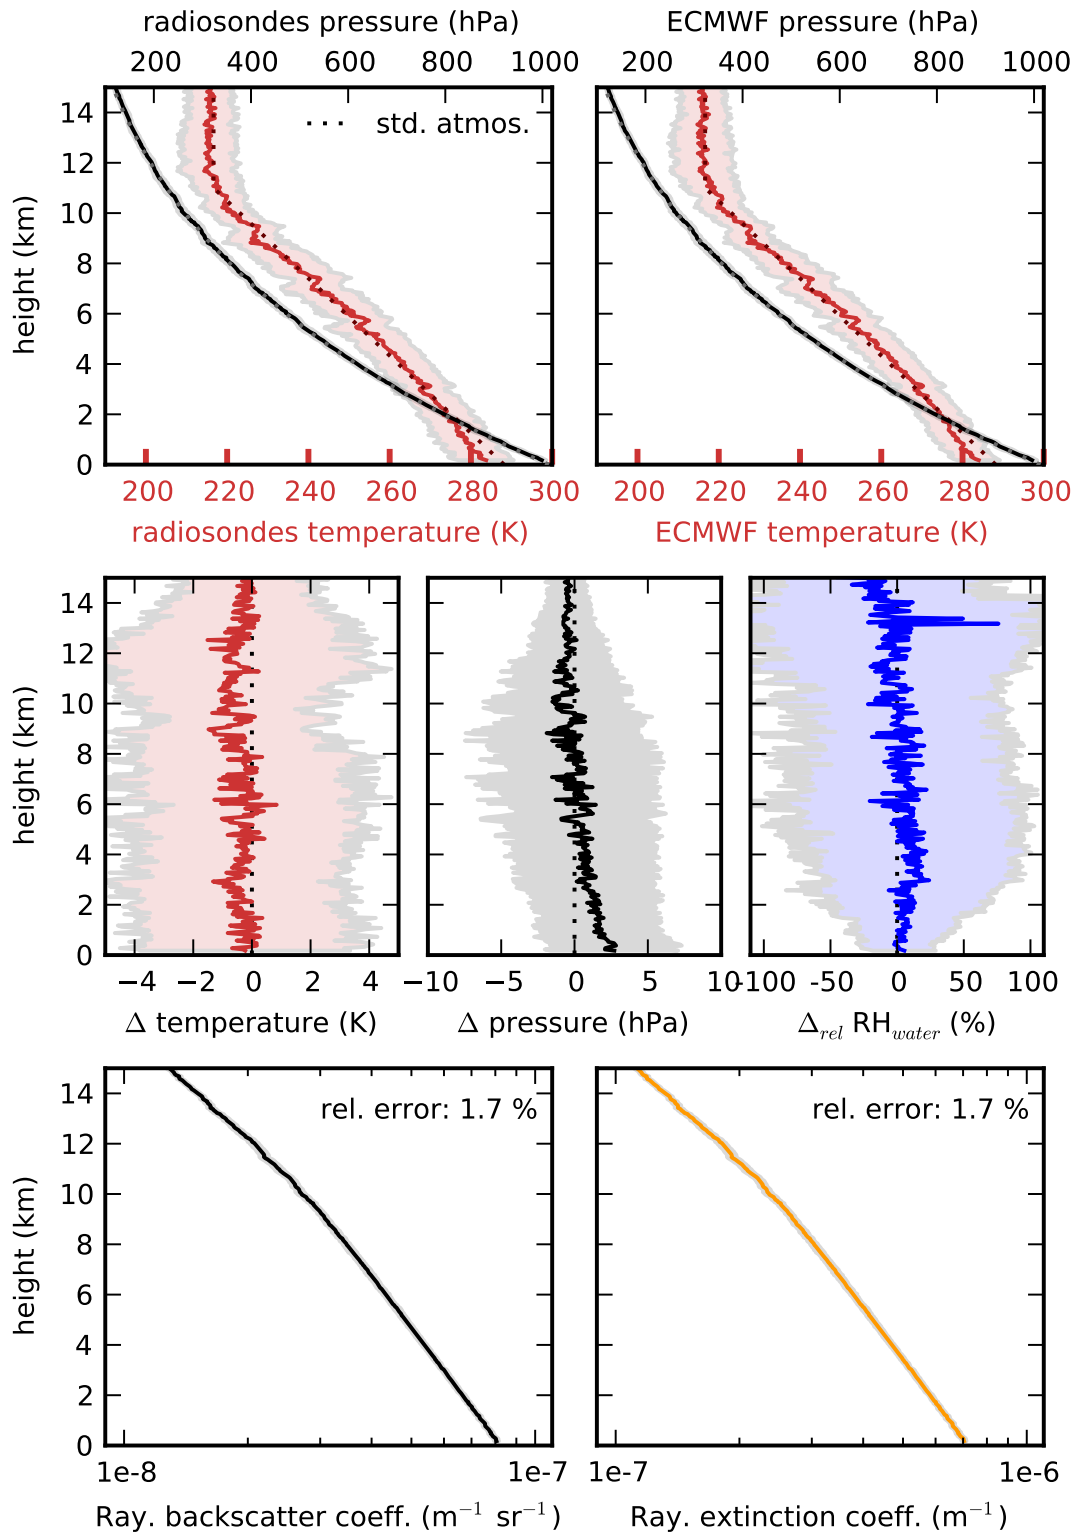 radiosondes pressure (hPa) ECMWF pressure (hPa)
200 400 600 800 1000 200 400 600 800 1000
14 std. atmos.
12
10
8
6
4
2
0
height (km)
200 220 240 260 280 300 200 220 240 260 280 300
radiosondes temperature (K) ECMWF temperature (K)
14
12
10
8
6
4
2
0
height (km)
−4 −2 0 2 4 −10 −5 0 5 10 -100 -50 0 50 100
Δ temperature (K) Δ pressure (hPa) Δ_rel RH_water (%)
rel. error: 1.7 % rel. error: 1.7 %
14
12
10
8
6
4
2
0
height (km)
1e-8 1e-7 1e-7 1e-6
Ray. backscatter coeff. (m⁻¹ sr⁻¹) Ray. extinction coeff. (m⁻¹)